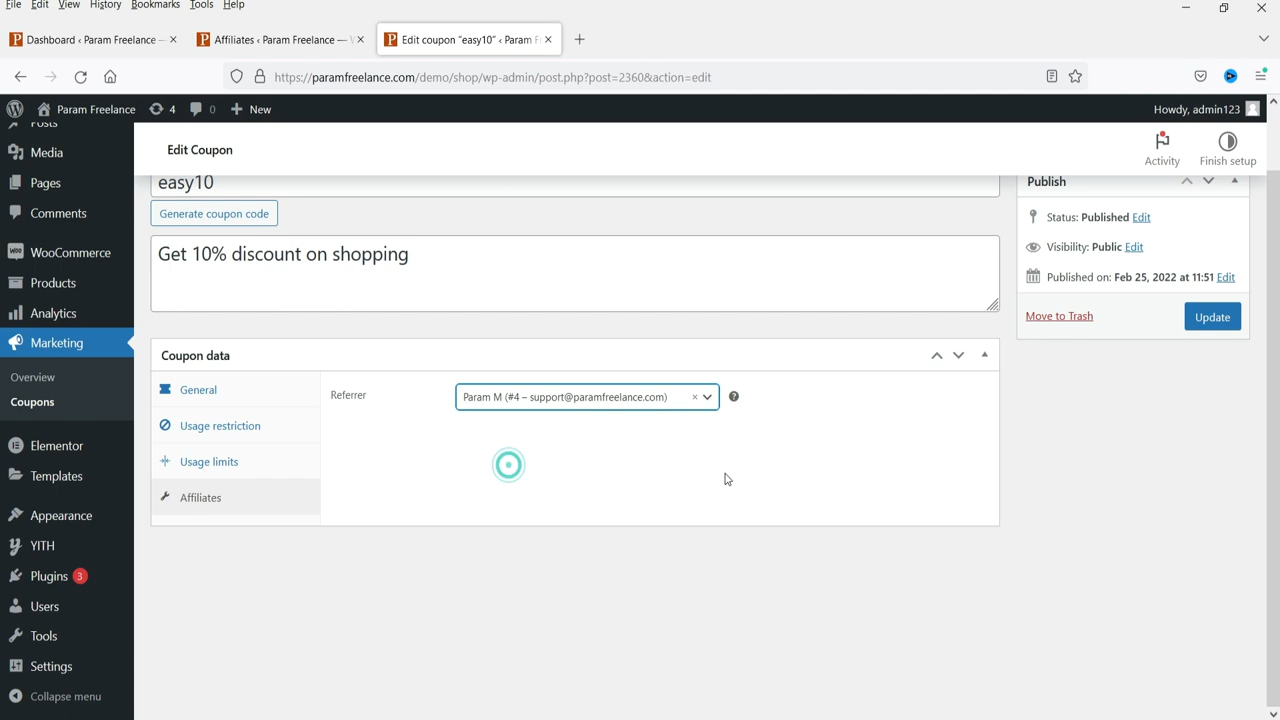 File Edit View History Bookmarks Tools Help
Dashboard ‹ Param Freelance —
Affiliates ‹ Param Freelance — W
Edit coupon “easy10” ‹ Param F
https://paramfreelance.com/demo/shop/wp-admin/post.php?post=2360&action=edit
Param Freelance 4 0 New
Howdy, admin123
Posts
Media
Pages
Comments
WooCommerce
Products
Analytics
Marketing
Overview
Coupons
Elementor
Templates
Appearance
YITH
Plugins 3
Users
Tools
Settings
Collapse menu
Edit Coupon
Activity
Finish setup
easy10
Generate coupon code
Get 10% discount on shopping
Coupon data
General
Usage restriction
Usage limits
Affiliates
Referrer
Param M (#4 – support@paramfreelance.com) ×
Publish
Status: Published Edit
Visibility: Public Edit
Published on: Feb 25, 2022 at 11:51 Edit
Move to Trash
Update